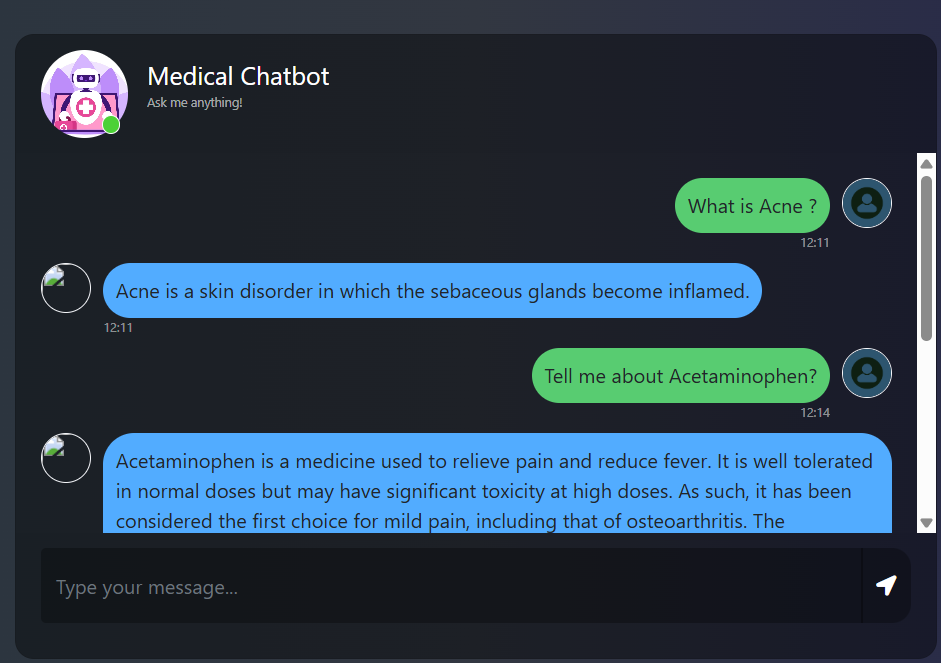 Medical Chatbot
Ask me anything!
What is Acne ?
12:11
Acne is a skin disorder in which the sebaceous glands become inflamed.
12:11
Tell me about Acetaminophen?
12:14
Acetaminophen is a medicine used to relieve pain and reduce fever. It is well tolerated
in normal doses but may have significant toxicity at high doses. As such, it has been
considered the first choice for mild pain, including that of osteoarthritis. The
Type your message...